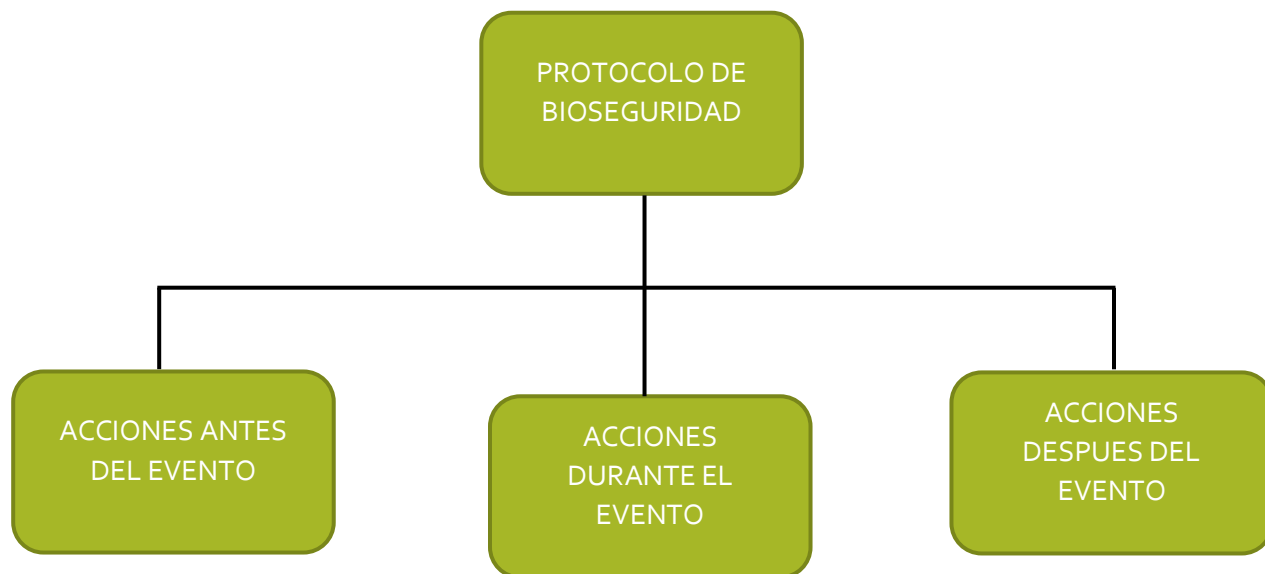 PROTOCOLO DE
BIOSEGURIDAD
ACCIONES ANTES
DEL EVENTO
ACCIONES
DURANTE EL
EVENTO
ACCIONES
DESPUES DEL
EVENTO